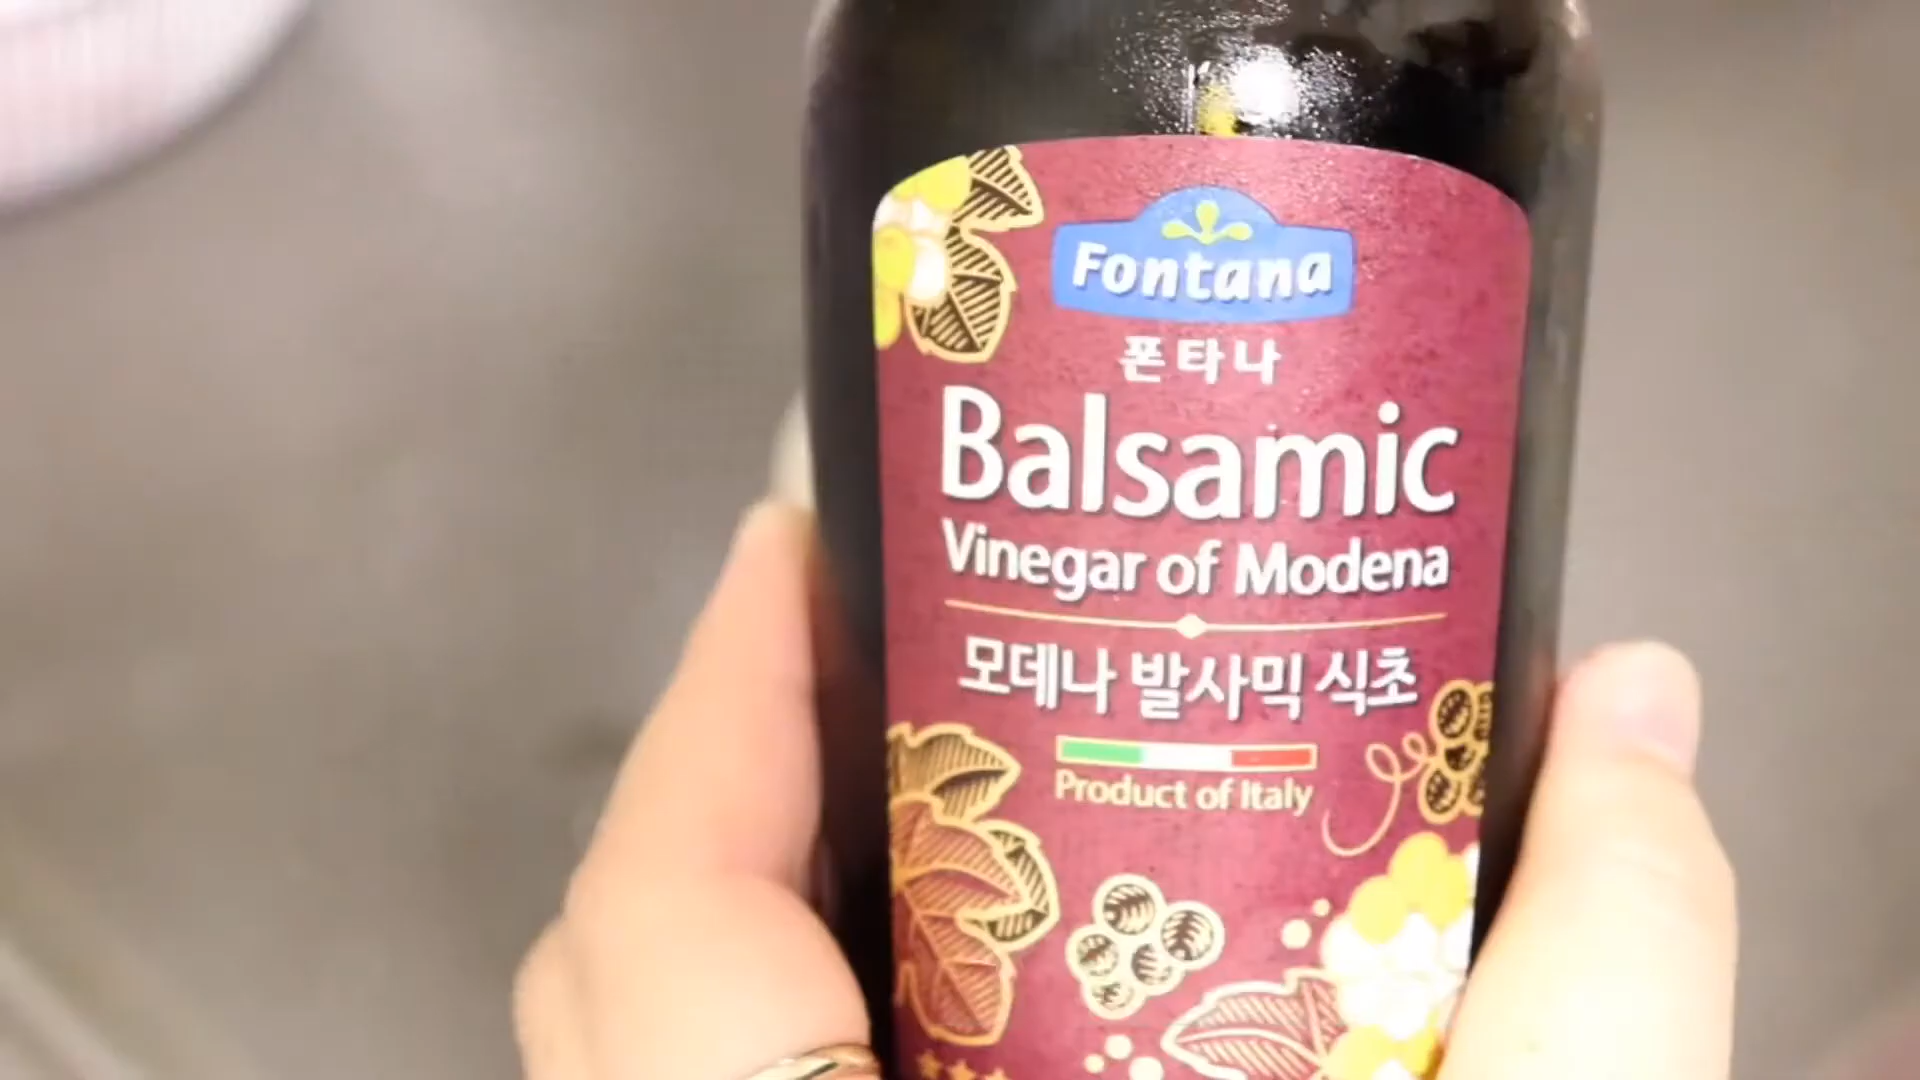 Fontana
폰타나
Balsamic
Vinegar of Modena
모데나 발사믹 식초
Product of Italy